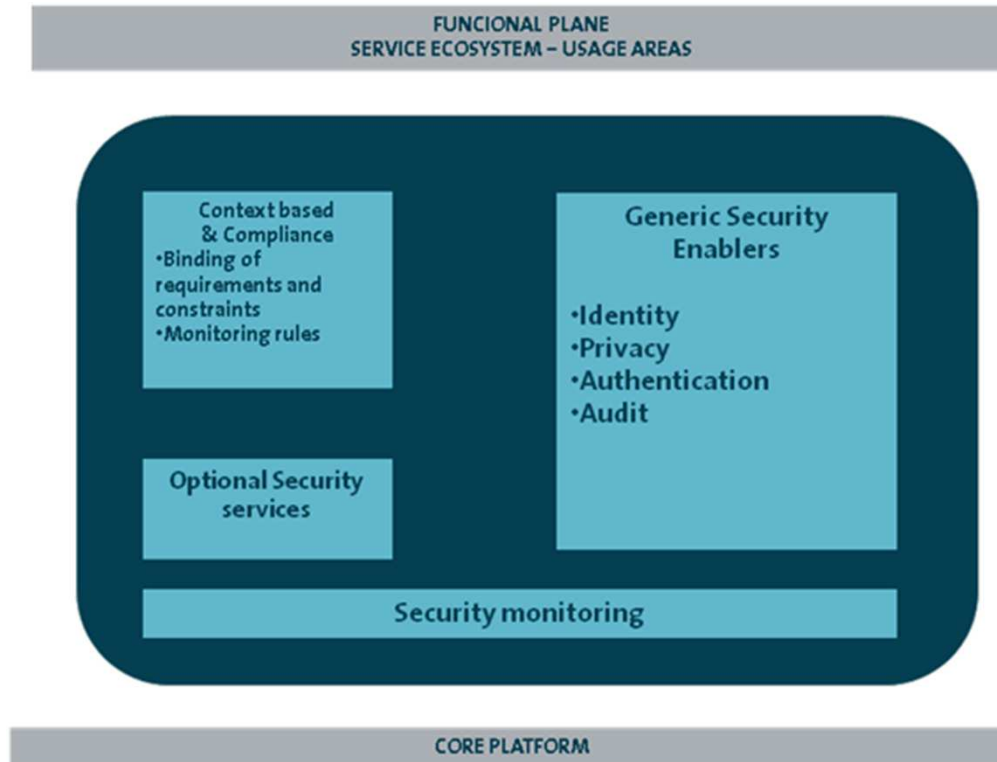 FUNCIONAL PLANE
SERVICE ECOSYSTEM – USAGE AREAS
Context based
& Compliance
•Binding of
requirements and
constraints
•Monitoring rules
Generic Security
Enablers
•Identity
•Privacy
•Authentication
•Audit
Optional Security
services
Security monitoring
CORE PLATFORM